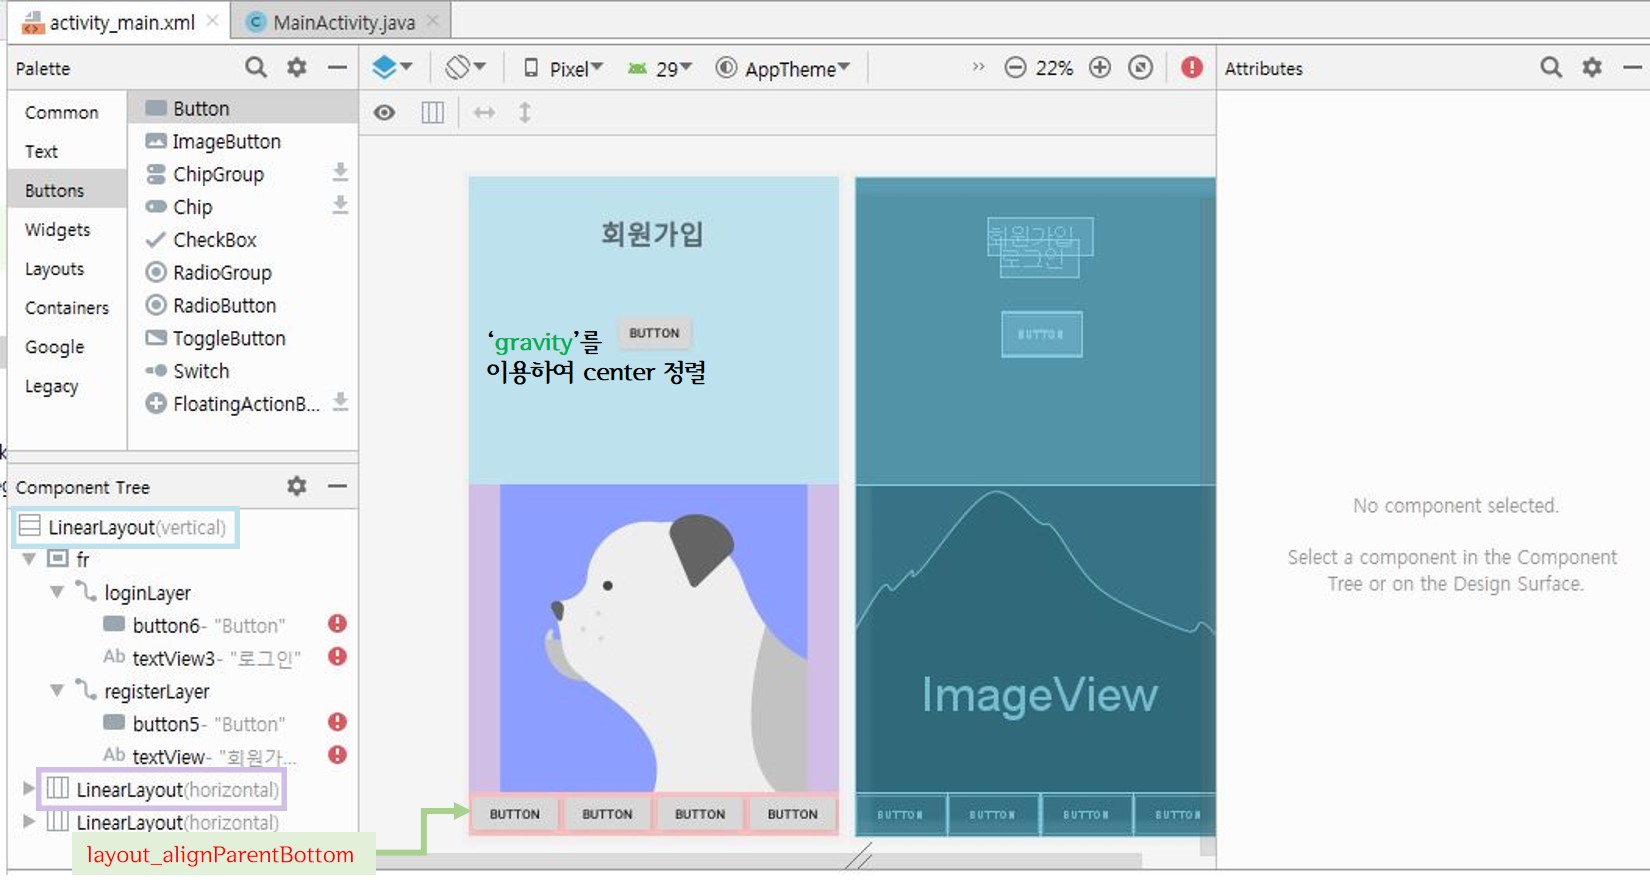 activity_main.xml
MainActivity.java
Palette
Pixel
29
AppTheme
22%
Attributes
Common
Text
Buttons
Widgets
Layouts
Containers
Google
Legacy
Button
ImageButton
ChipGroup
Chip
CheckBox
RadioGroup
RadioButton
ToggleButton
Switch
FloatingActionB...
Component Tree
LinearLayout(vertical)
fr
loginLayer
button6- "Button"
Ab textView3- "로그인"
registerLayer
button5- "Button"
Ab textView- "회원가...
LinearLayout(horizontal)
LinearLayout(horizontal)
layout_alignParentBottom
회원가입
BUTTON
‘gravity’를
이용하여 center 정렬
BUTTON BUTTON BUTTON BUTTON
회원가입
로그인
BUTTON
ImageView
BUTTON BUTTON BUTTON BUTTON
No component selected.
Select a component in the Component
Tree or on the Design Surface.